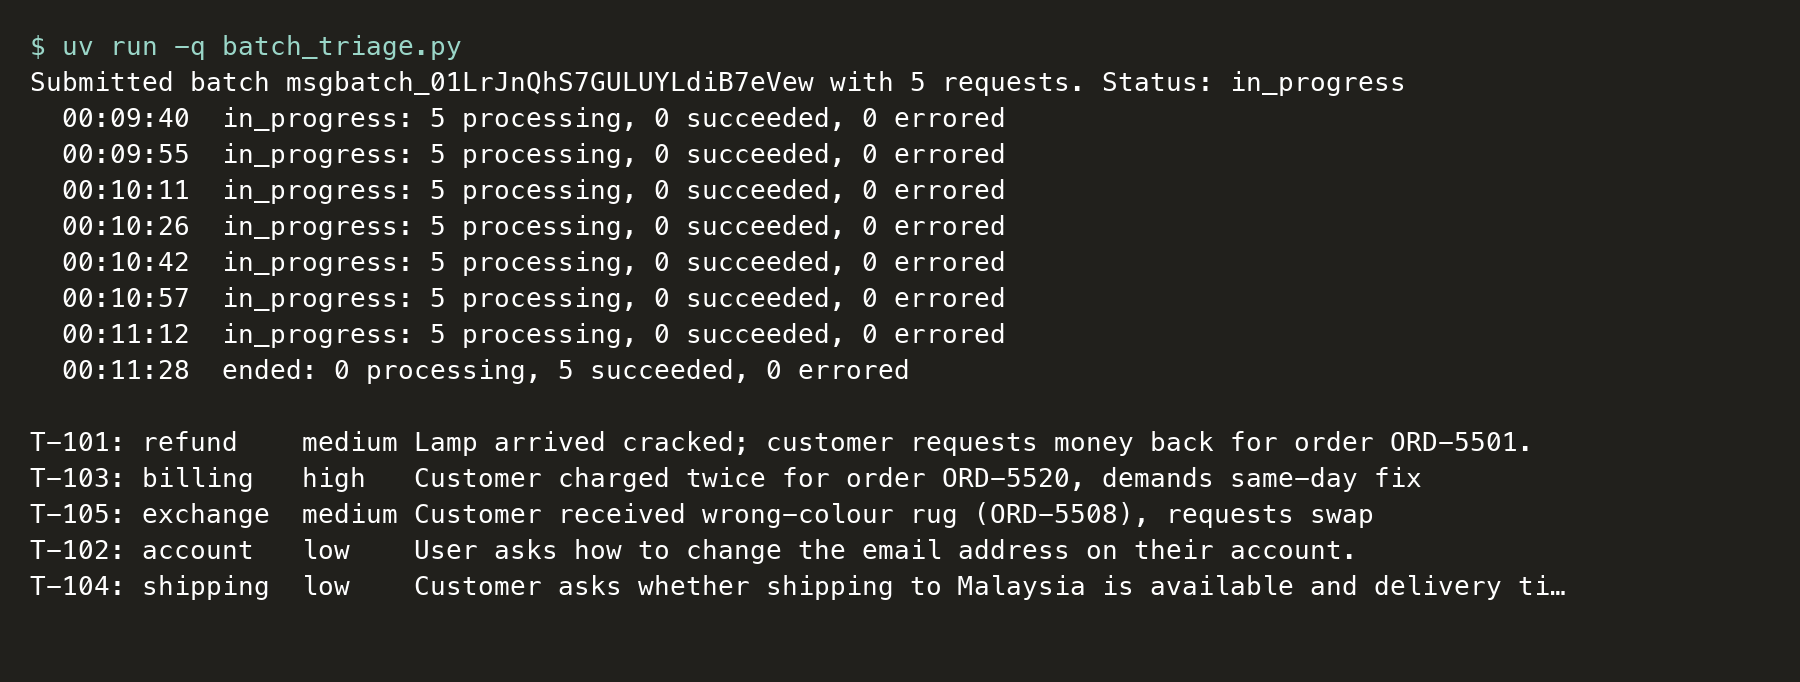 $ uv run -q batch_triage.py
Submitted batch msgbatch_01LrJnQhS7GULUYLdiB7eVew with 5 requests. Status: in_progress
  00:09:40  in_progress: 5 processing, 0 succeeded, 0 errored
  00:09:55  in_progress: 5 processing, 0 succeeded, 0 errored
  00:10:11  in_progress: 5 processing, 0 succeeded, 0 errored
  00:10:26  in_progress: 5 processing, 0 succeeded, 0 errored
  00:10:42  in_progress: 5 processing, 0 succeeded, 0 errored
  00:10:57  in_progress: 5 processing, 0 succeeded, 0 errored
  00:11:12  in_progress: 5 processing, 0 succeeded, 0 errored
  00:11:28  ended: 0 processing, 5 succeeded, 0 errored

T-101: refund    medium Lamp arrived cracked; customer requests money back for order ORD-5501.
T-103: billing   high   Customer charged twice for order ORD-5520, demands same-day fix
T-105: exchange  medium Customer received wrong-colour rug (ORD-5508), requests swap
T-102: account   low    User asks how to change the email address on their account.
T-104: shipping  low    Customer asks whether shipping to Malaysia is available and delivery ti…